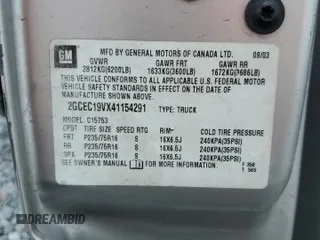 GM
MFD BY GENERAL MOTORS OF CANADA LTD. 09/03
GVWR GAWR FRT GAWR RR
2812KG(6200LB) 1633KG(3600LB) 1672KG(3686LB)
THIS VEHICLE CONFORMS TO ALL APPLICABLE U.S. FEDERAL MOTOR
VEHICLE SAFETY STANDARDS IN EFFECT ON THE DATE OF
MANUFACTURE SHOWN ABOVE.
2GCEC19VX41154291 TYPE: TRUCK
MODEL: C15753
TIRE SIZE SPEED RTG RIM COLD TIRE PRESSURE
FRT P235/75R16 S 16X6.5J 240KPA(35PSI)
RR P235/75R16 S 16X6.5J 240KPA(35PSI)
SPA P235/75R16 S 16X6.5J 240KPA(35PSI)
SEE OWNER'S MANUAL FOR MORE INFORMATION.
AUTOBIDMASTER